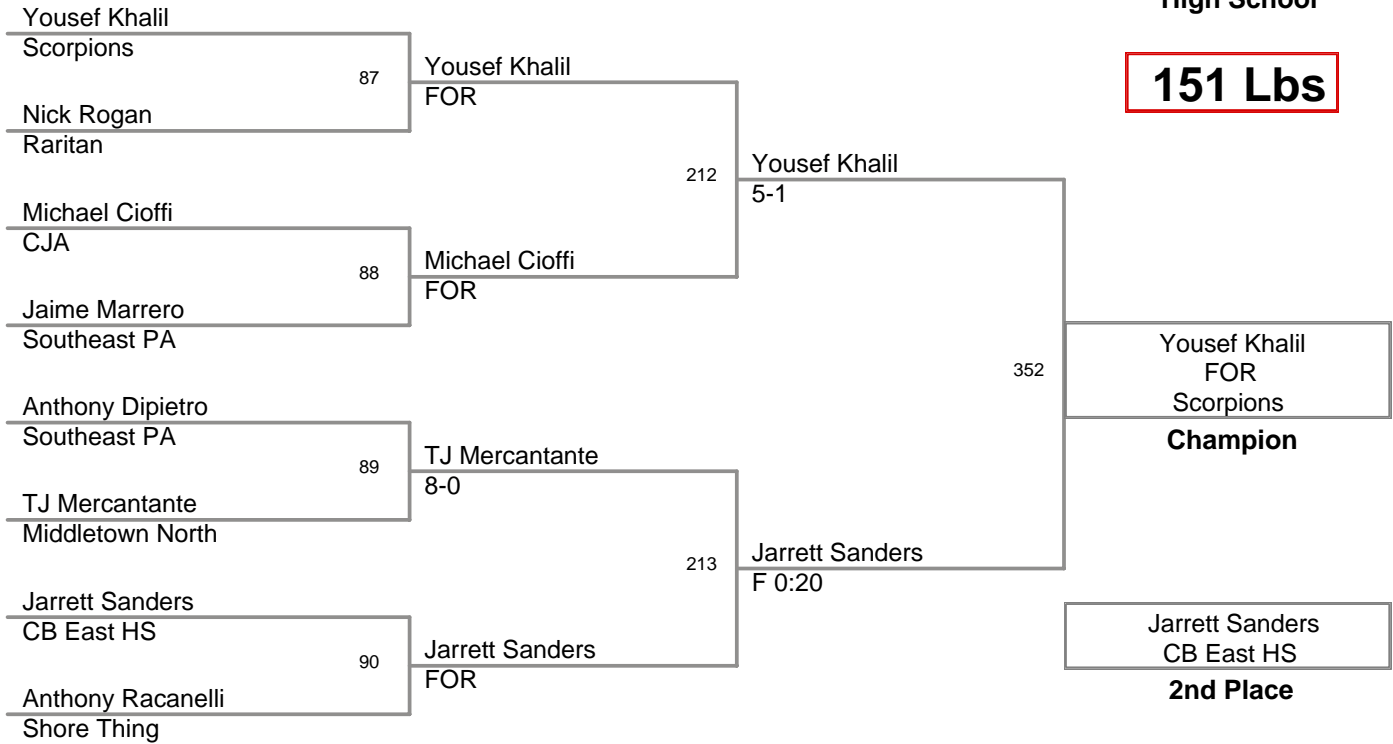 High School
151 Lbs
Yousef Khalil
Scorpions
87
Nick Rogan
Raritan
Michael Cioffi
CJA
88
Jaime Marrero
Southeast PA
Anthony Dipietro
Southeast PA
89
TJ Mercantante
Middletown North
Jarrett Sanders
CB East HS
90
Anthony Racanelli
Shore Thing
Yousef Khalil
FOR
212
Michael Cioffi
FOR
TJ Mercantante
8-0
213
Jarrett Sanders
FOR
Yousef Khalil
5-1
352
Jarrett Sanders
F 0:20
Yousef Khalil
FOR
Scorpions
Champion
Jarrett Sanders
CB East HS
2nd Place